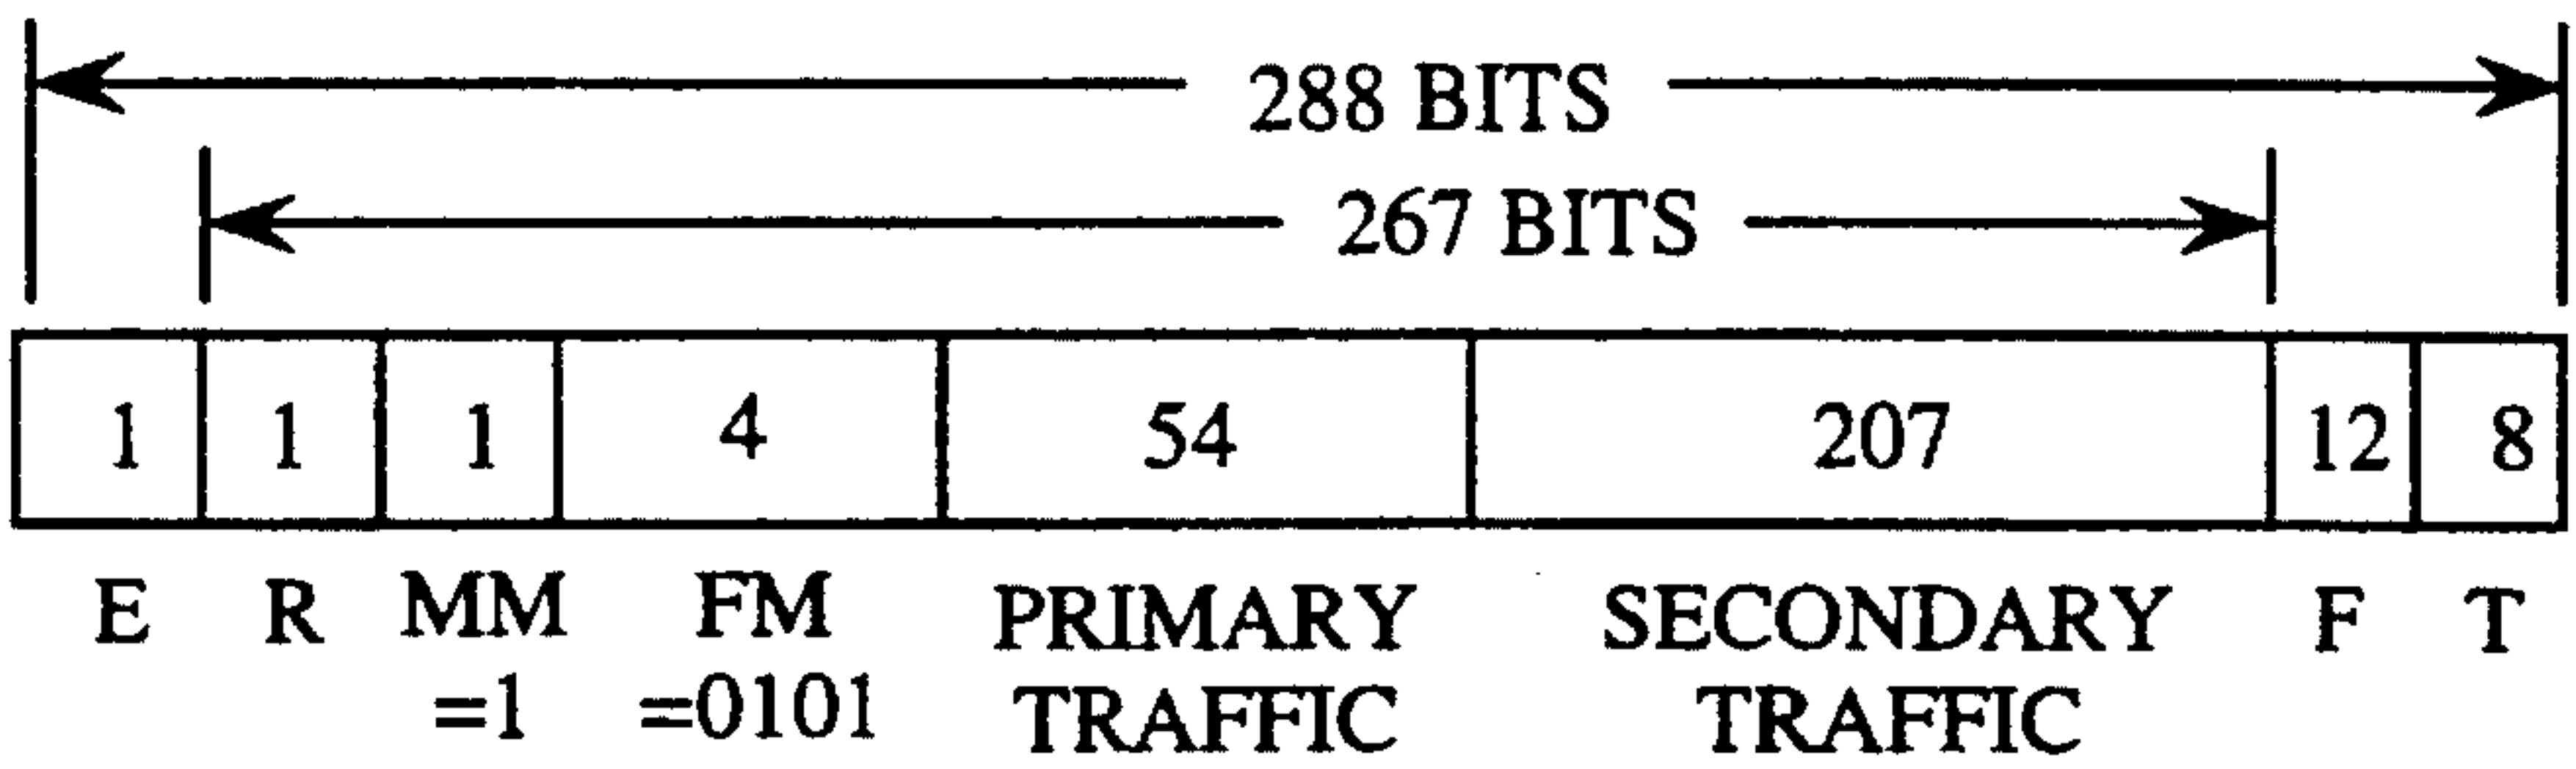 288 BITS
267 BITS
1 1 1 4 54 207 12 8
E R MM FM PRIMARY SECONDARY F T
=1 =0101 TRAFFIC TRAFFIC